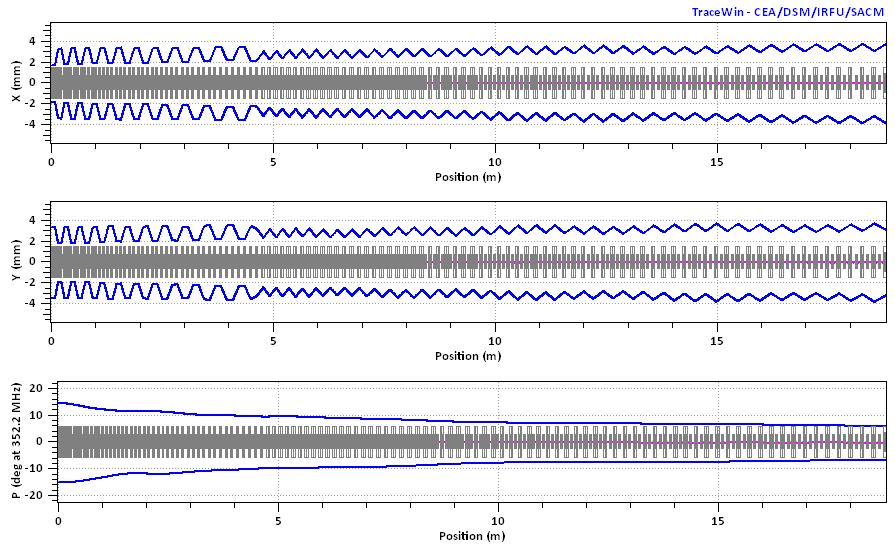 TraceWin - CEA/DSM/IRFU/SACM
X (mm)
4
2
0
-2
-4
0 5 10 15
Position (m)
Y (mm)
4
2
0
-2
-4
0 5 10 15
Position (m)
P (deg at 352.2 MHz)
20
10
0
-10
-20
0 5 10 15
Position (m)